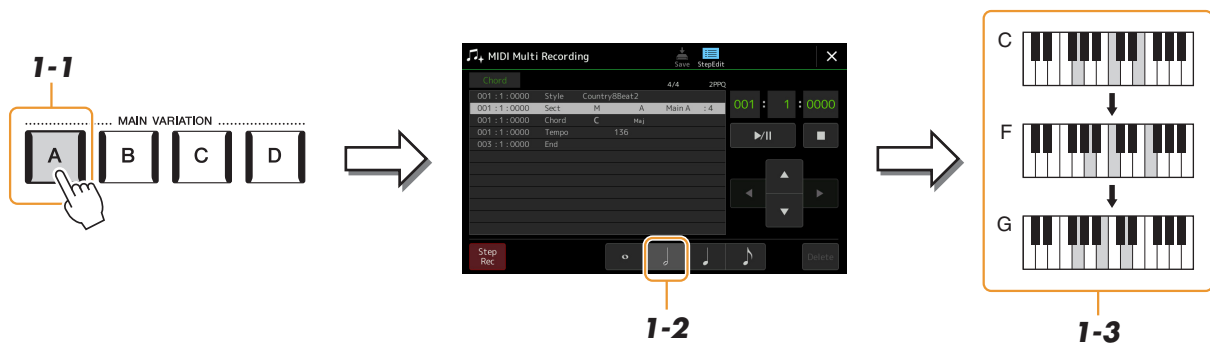 1-1
MAIN VARIATION
A B C D
MIDI Multi Recording
Save StepEdit
Chord 4/4 2PPQ
001 : 1 : 0000 Style Country8Beat2
001 : 1 : 0000 Sect M A Main A : 4
001 : 1 : 0000 Chord C Maj
001 : 1 : 0000 Tempo 136
003 : 1 : 0000 End
001 : 1 : 0000
Step
Rec
Delete
1-2
C
F
G
1-3